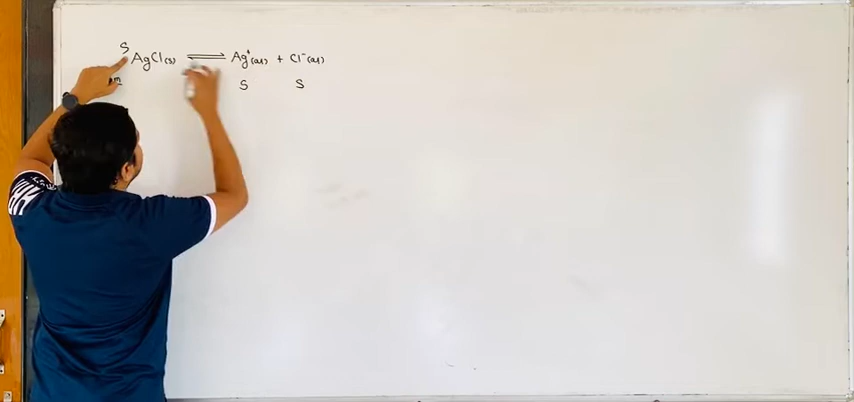 S
AgCl(s) ⇌ Ag⁺(aq) + Cl⁻(aq)
S S